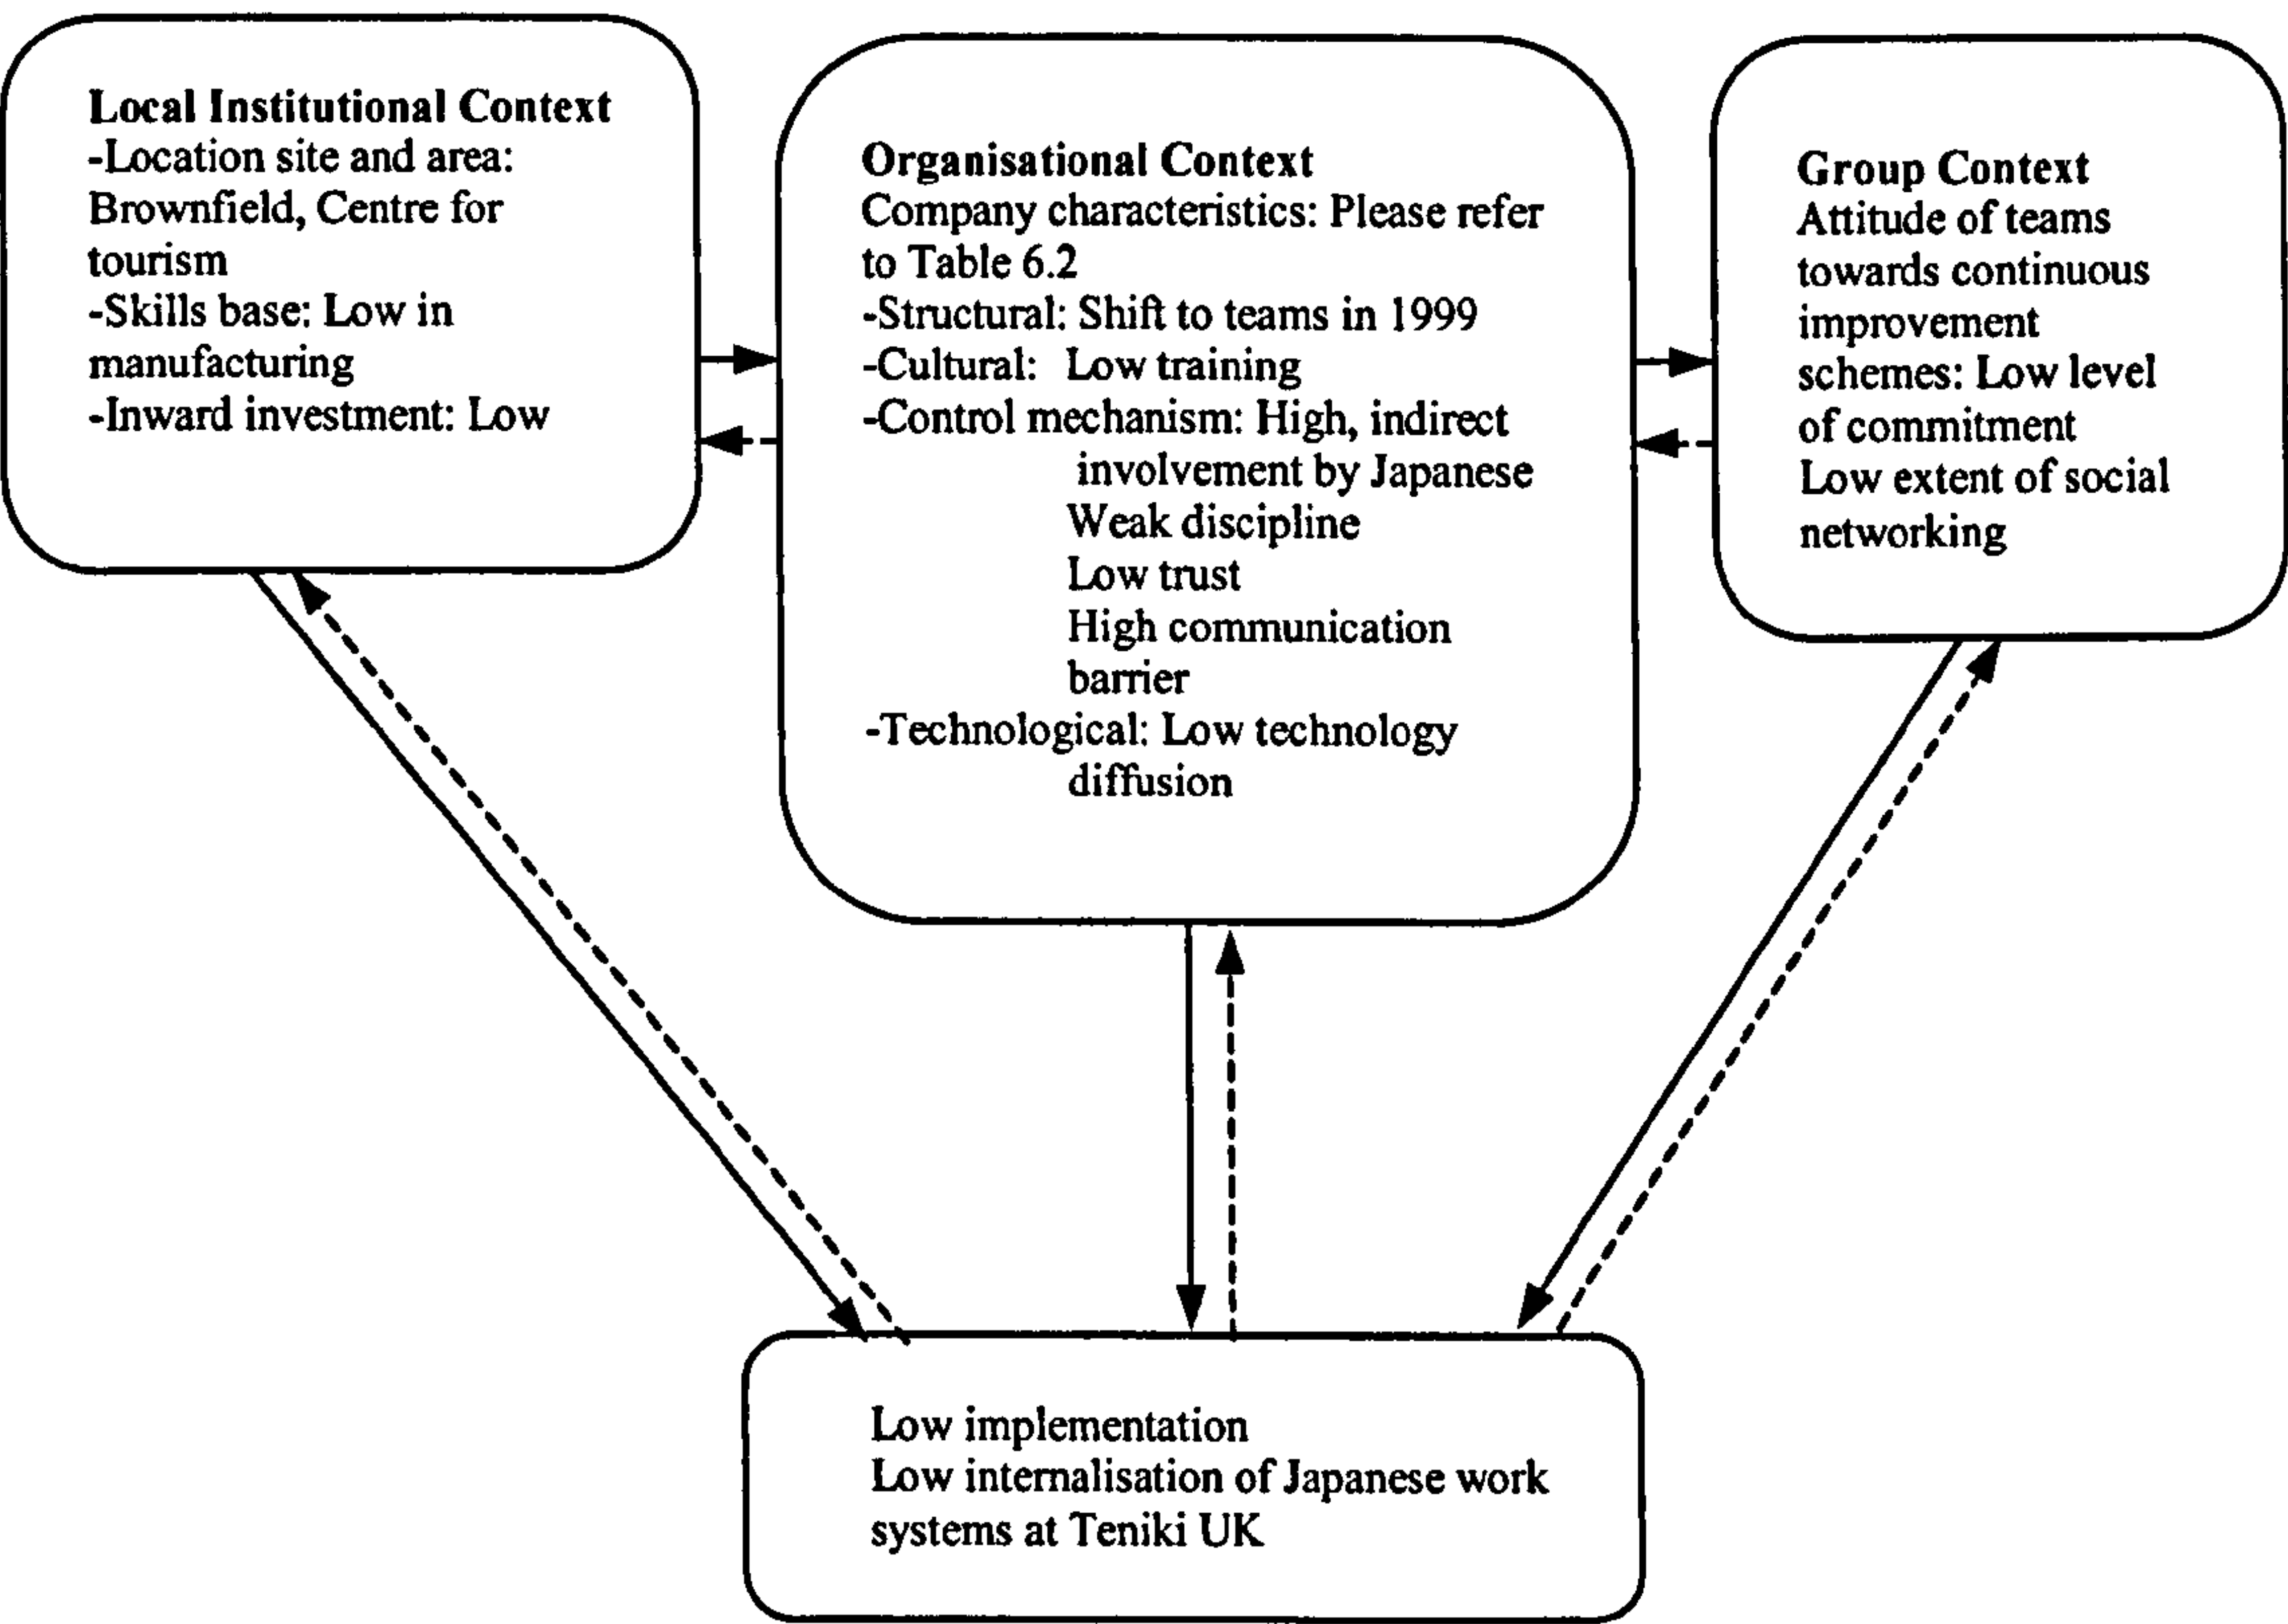 Local Institutional Context
-Location site and area:
Brownfield, Centre for
tourism
-Skills base: Low in
manufacturing
-Inward investment: Low
Organisational Context
Company characteristics: Please refer
to Table 6.2
-Structural: Shift to teams in 1999
-Cultural: Low training
-Control mechanism: High, indirect
involvement by Japanese
Weak discipline
Low trust
High communication
barrier
-Technological: Low technology
diffusion
Group Context
Attitude of teams
towards continuous
improvement
schemes: Low level
of commitment
Low extent of social
networking
Low implementation
Low internalisation of Japanese work
systems at Teniki UK